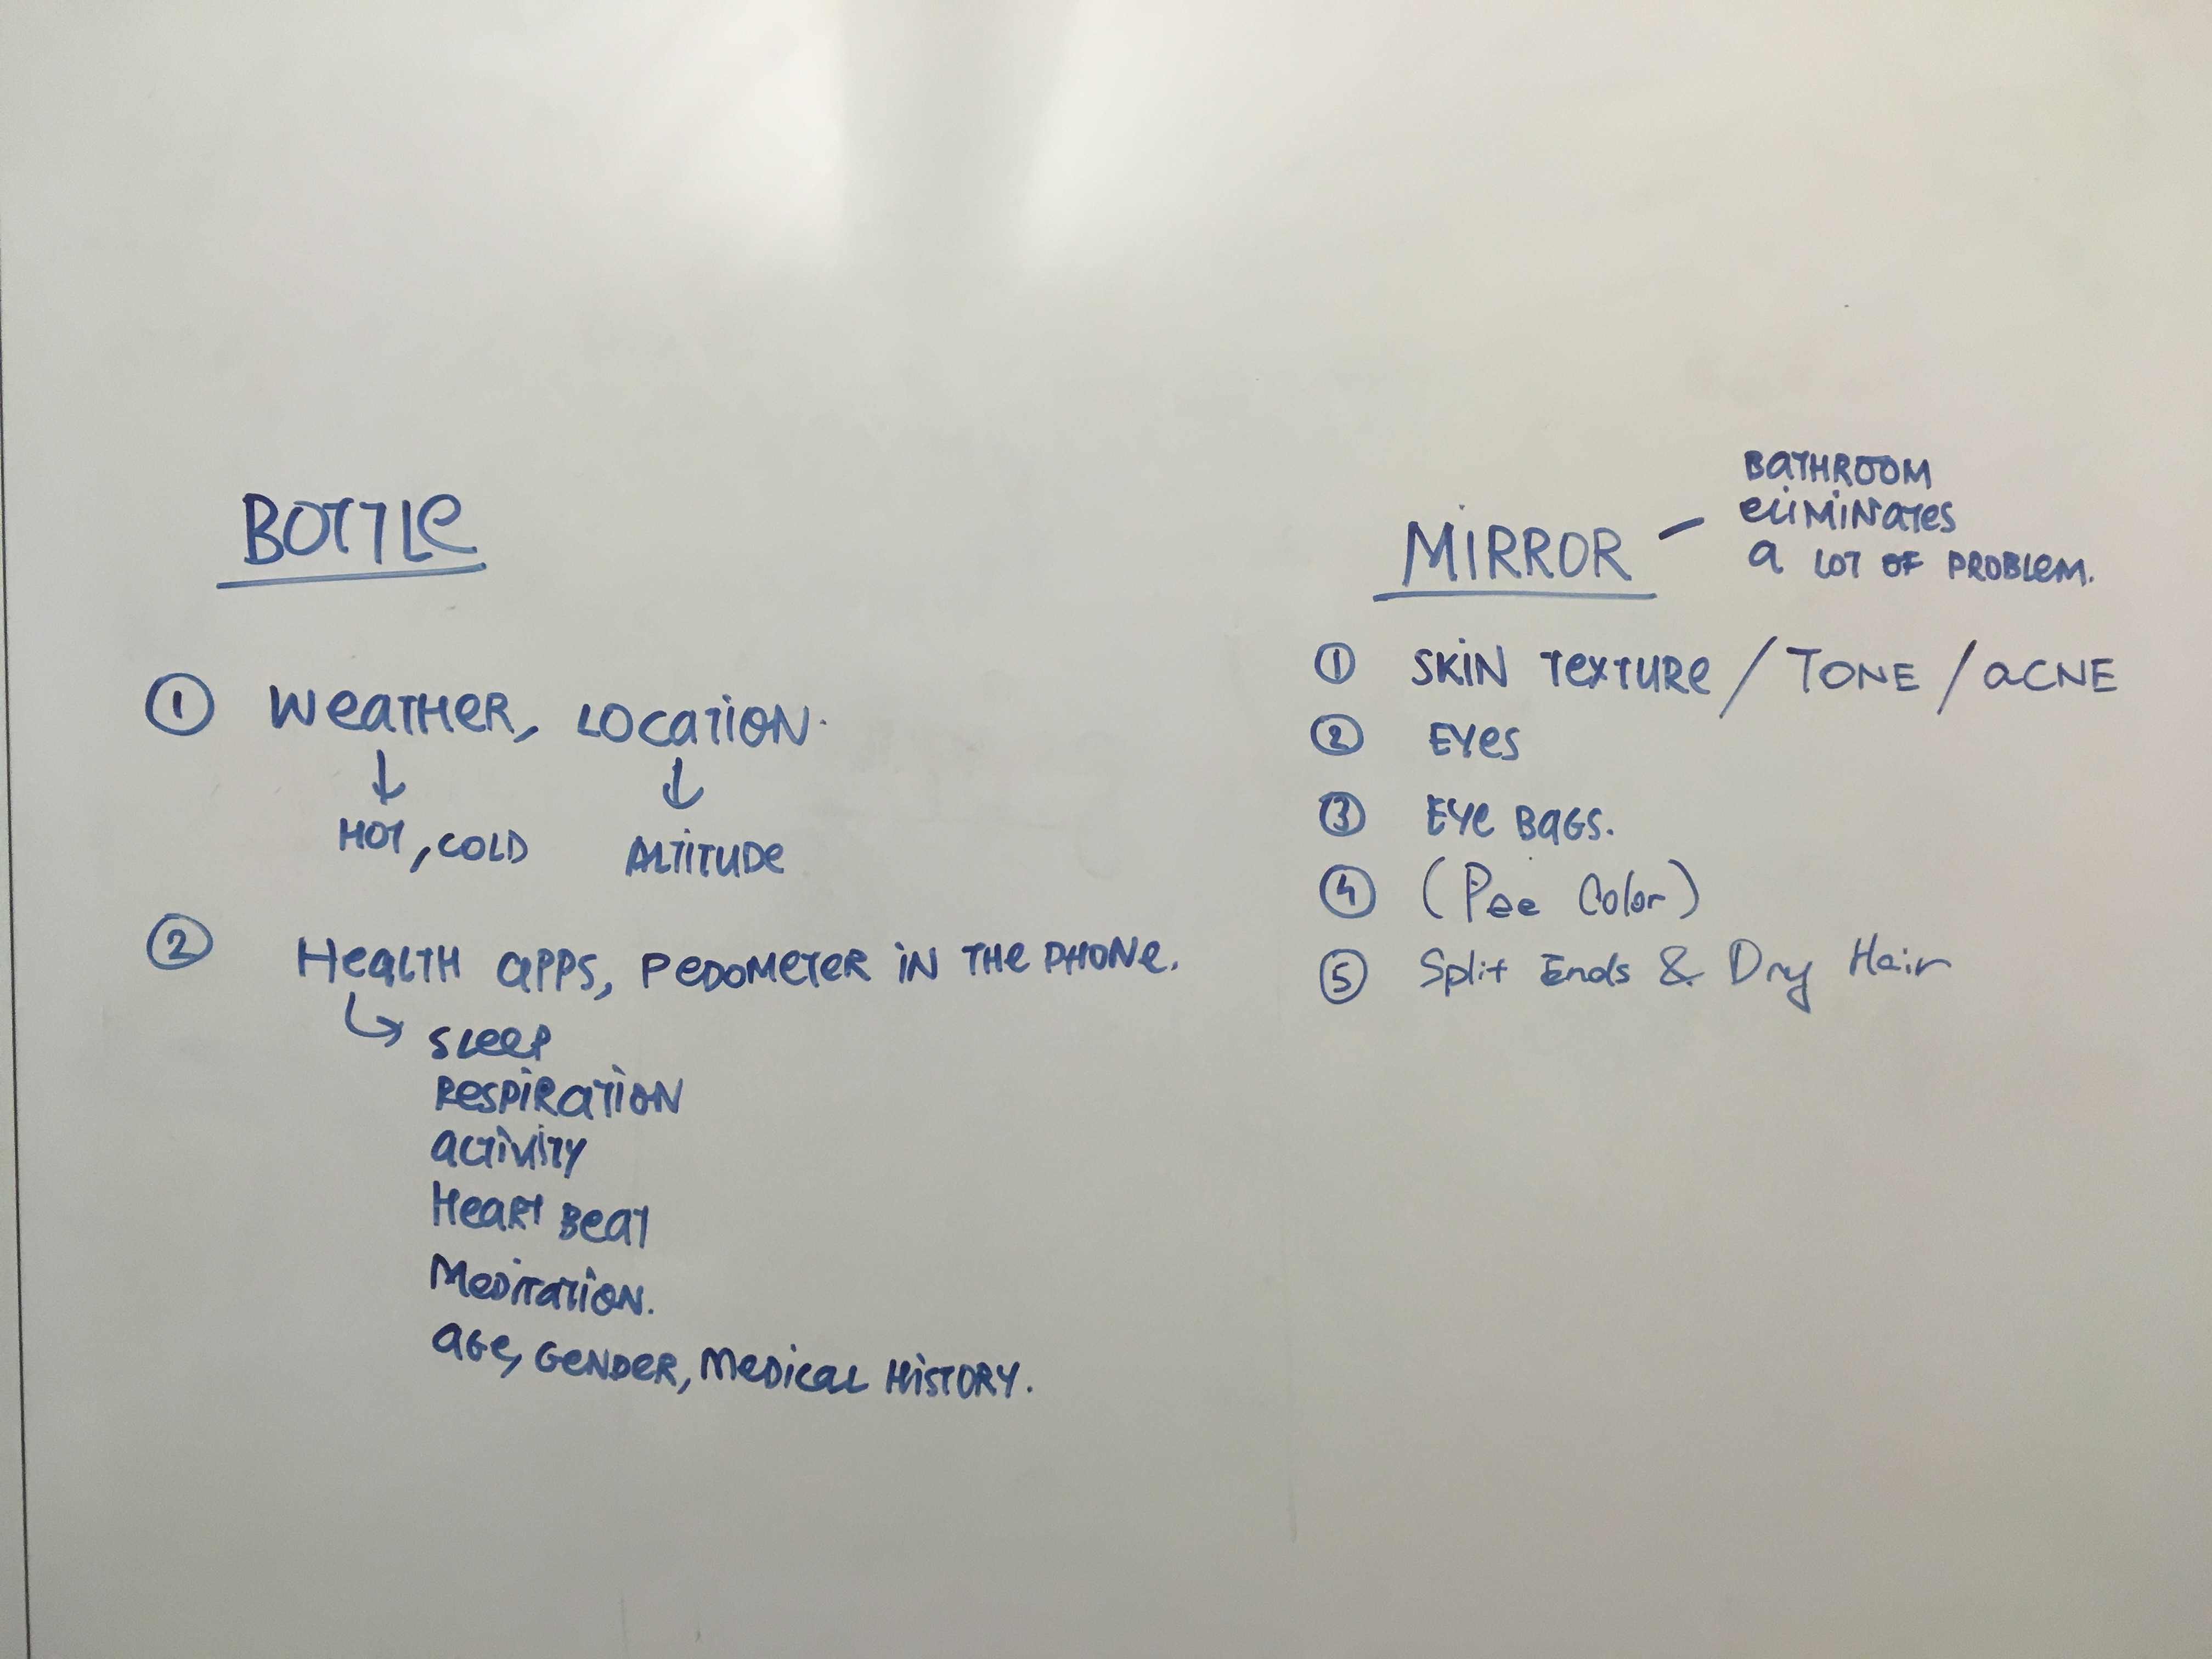 BOTTLE
① WEATHER, LOCATION.
↓ ↓
HOT, COLD ALTITUDE
② HEALTH APPS, PEDOMETER IN THE PHONE.
↳ SLEEP
RESPIRATION
ACTIVITY
HEART BEAT
MEDITATION.
AGE, GENDER, MEDICAL HISTORY.
MIRROR –
BATHROOM
ELIMINATES
A LOT OF PROBLEM.
① SKIN TEXTURE / TONE / ACNE
② EYES
③ EYE BAGS.
④ (Pee Color)
⑤ Split Ends & Dry Hair